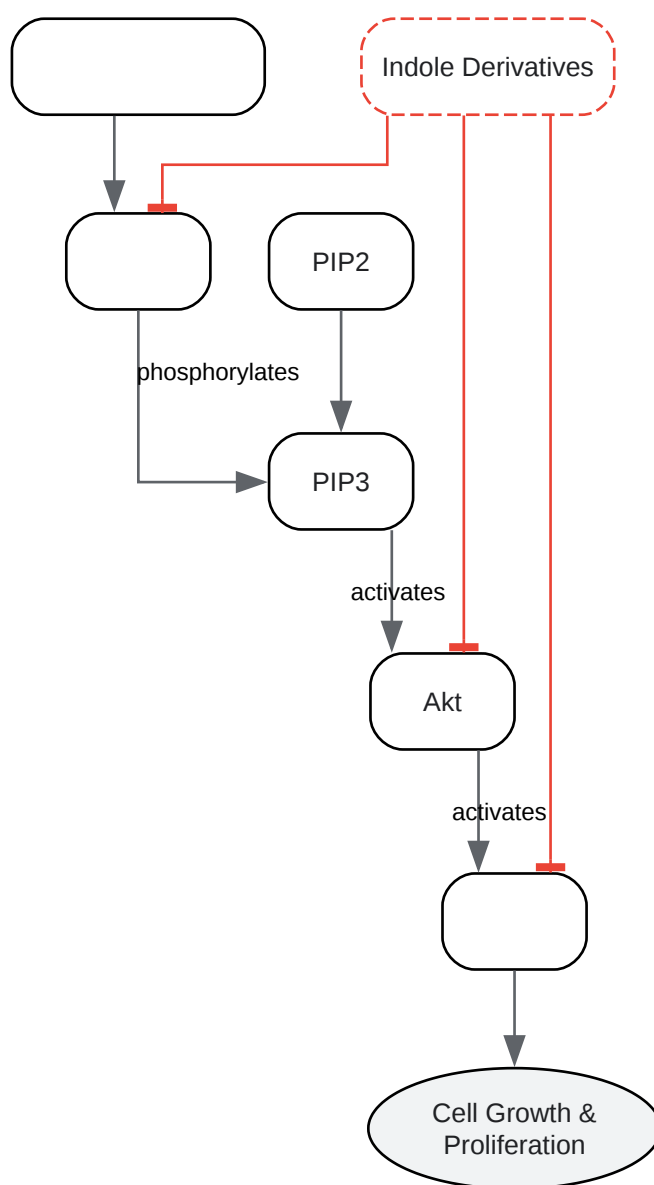 Indole Derivatives
PIP2
phosphorylates
PIP3
activates
Akt
activates
Cell Growth &
Proliferation